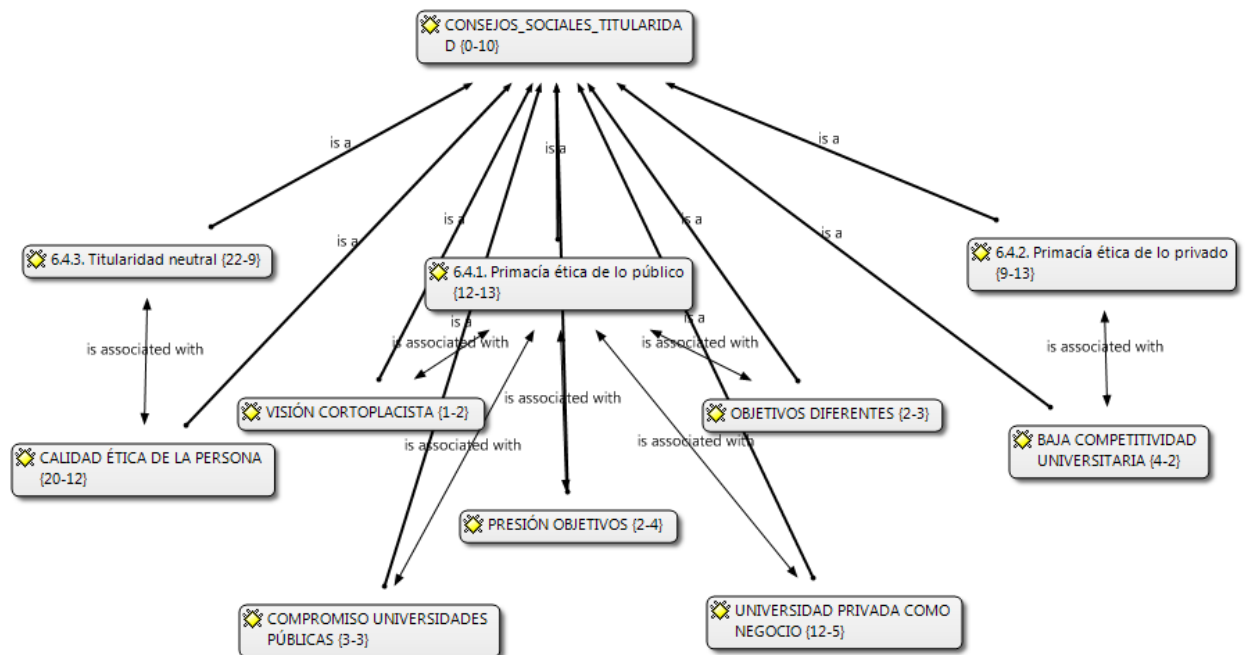 CONSEJOS_SOCIALES_TITULARIDA
D {0-10}
is a
is a
is a
is a
is a
is a
6.4.3. Titularidad neutral {22-9}
6.4.1. Primacía ética de lo público
{12-13}
6.4.2. Primacía ética de lo privado
{9-13}
is a
is a
is associated with
is associated with
is associated with
is associated with
is associated with
VISIÓN CORTOPLACISTA {1-2}
OBJETIVOS DIFERENTES {2-3}
is associated with
is associated with
CALIDAD ÉTICA DE LA PERSONA
{20-12}
BAJA COMPETITIVIDAD
UNIVERSITARIA {4-2}
PRESIÓN OBJETIVOS {2-4}
COMPROMISO UNIVERSIDADES
PÚBLICAS {3-3}
UNIVERSIDAD PRIVADA COMO
NEGOCIO {12-5}